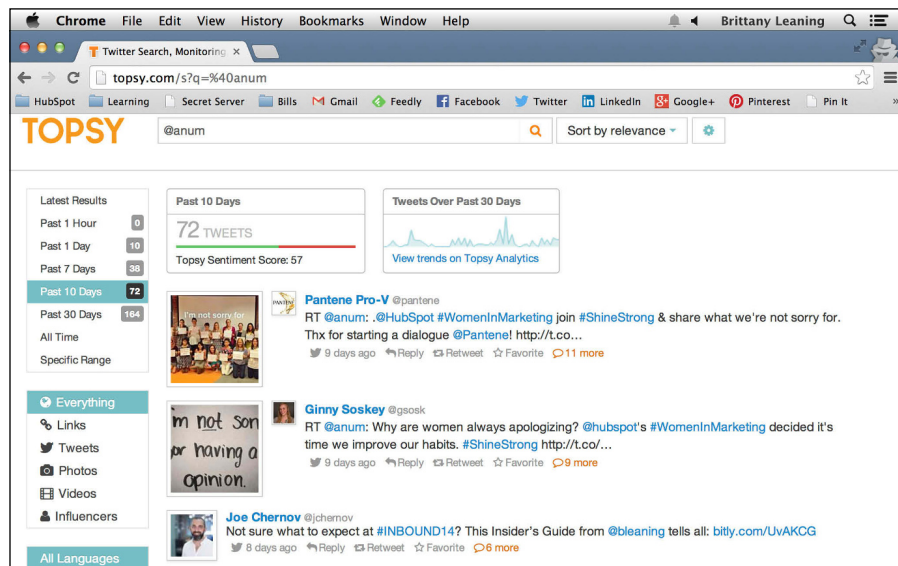 Chrome File Edit View History Bookmarks Window Help Brittany Leaning
Twitter Search, Monitoring,
topsy.com/s?q=%40anum
HubSpot Learning Secret Server Bills Gmail Feedly Facebook Twitter LinkedIn Google+ Pinterest Pin It »
TOPSY @anum Sort by relevance
Latest Results
Past 1 Hour 0
Past 1 Day 10
Past 7 Days 38
Past 10 Days 72
Past 30 Days 164
All Time
Specific Range
Everything
Links
Tweets
Photos
Videos
Influencers
All Languages
Past 10 Days
72 TWEETS
Topsy Sentiment Score: 57
Tweets Over Past 30 Days
View trends on Topsy Analytics
I'm not sorry for
PANTENE
Pantene Pro-V @pantene
RT @anum: .@HubSpot #WomenInMarketing join #ShineStrong & share what we're not sorry for.
Thx for starting a dialogue @Pantene! http://t.co…
9 days ago Reply Retweet Favorite 11 more
i'm not sor
for having a
opinion.
Ginny Soskey @gsosk
RT @anum: Why are women always apologizing? @hubspot's #WomenInMarketing decided it's
time we improve our habits. #ShineStrong http://t.co/…
9 days ago Reply Retweet Favorite 9 more
Joe Chernov @jchernov
Not sure what to expect at #INBOUND14? This Insider's Guide from @bleaning tells all: bitly.com/UvAKCG
8 days ago Reply Retweet Favorite 6 more